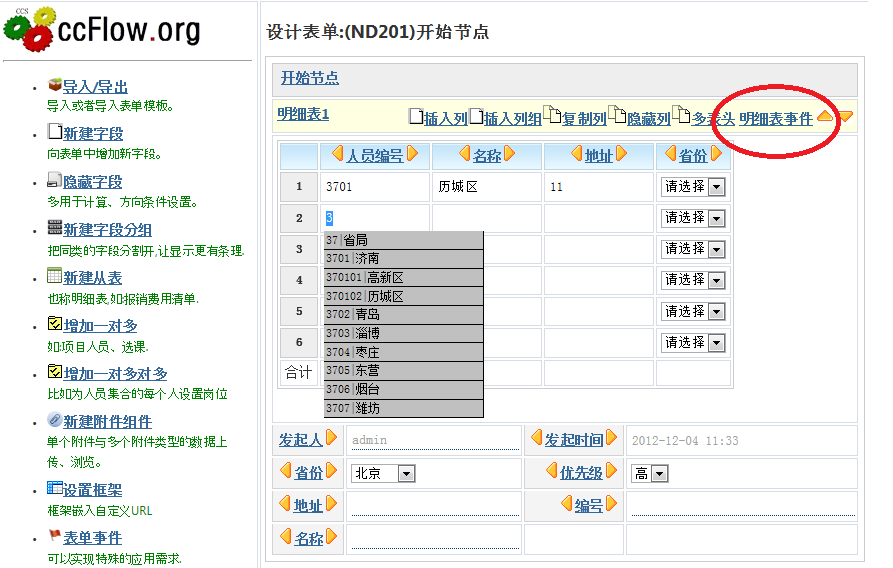 CCS
ccFlow.org
导入/导出
导入或者导入表单模板。
新建字段
向表单中增加新字段。
隐藏字段
多用于计算、方向条件设置。
新建字段分组
把同类的字段分割开,让显示更有条理.
新建从表
也称明细表,如报销费用清单.
增加一对多
如:项目人员、选课.
增加一对多对多
比如为人员集合的每个人设置岗位
新建附件组件
单个附件与多个附件类型的数据上
传、浏览。
设置框架
框架嵌入自定义URL
表单事件
可以实现特殊的应用需求.
设计表单:(ND201)开始节点
开始节点
明细表1 插入列 插入列组 复制列 隐藏列 多表头 明细表事件
人员编号 名称 地址 省份
1 3701 历城区 11 请选择
2 3 请选择
3 请选择
4 请选择
5 请选择
6 请选择
合计
37|省局
3701|济南
370101|高新区
370102|历城区
3702|青岛
3703|淄博
3704|枣庄
3705|东营
3706|烟台
3707|潍坊
发起人 admin 发起时间 2012-12-04 11:33
省份 北京 优先级 高
地址 编号
名称